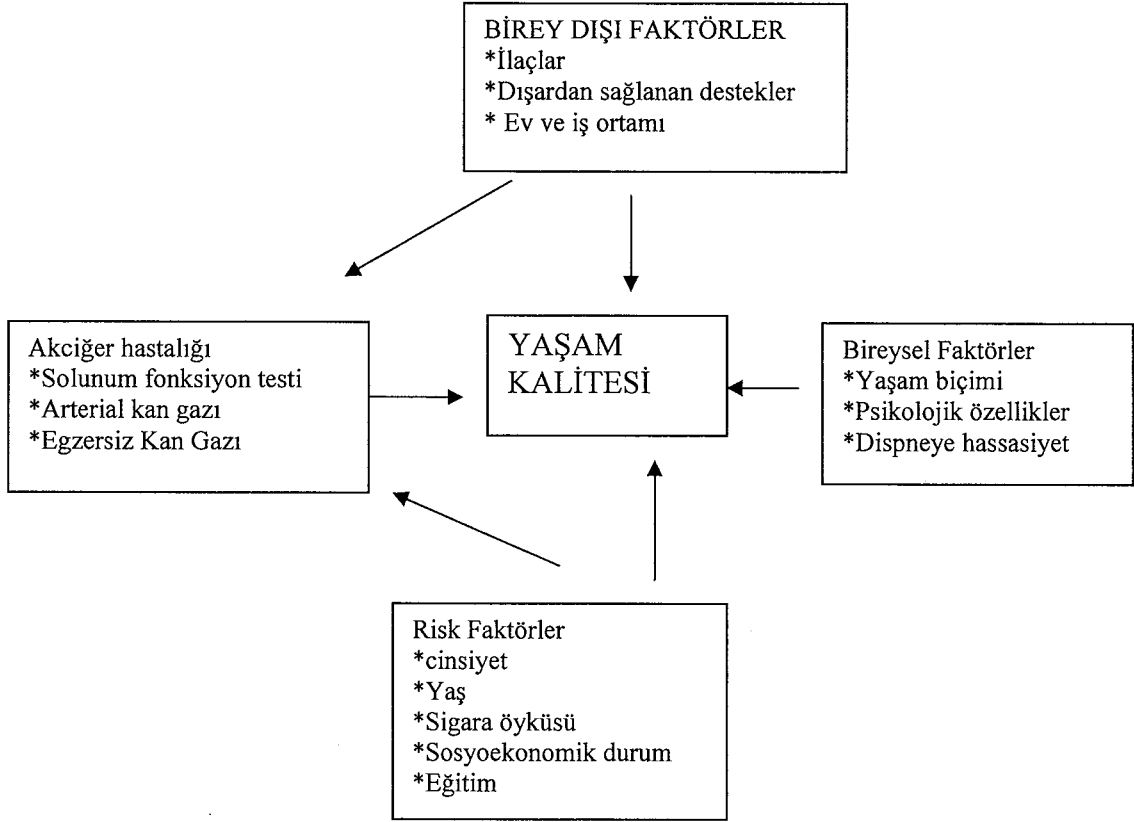 BİREY DIŞI FAKTÖRLER
*İlaçlar
*Dışardan sağlanan destekler
* Ev ve iş ortamı
Akciğer hastalığı
*Solunum fonksiyon testi
*Arterial kan gazı
*Egzersiz Kan Gazı
YAŞAM
KALİTESİ
Bireysel Faktörler
*Yaşam biçimi
*Psikolojik özellikler
*Dispneye hassasiyet
Risk Faktörler
*cinsiyet
*Yaş
*Sigara öyküsü
*Sosyoekonomik durum
*Eğitim